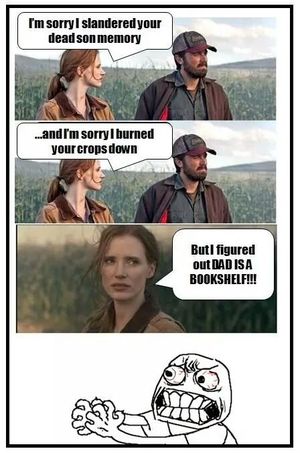 I'm sorry I slandered your
dead son memory
...and I'm sorry I burned
your crops down
But I figured
out DAD IS A
BOOKSHELF!!!